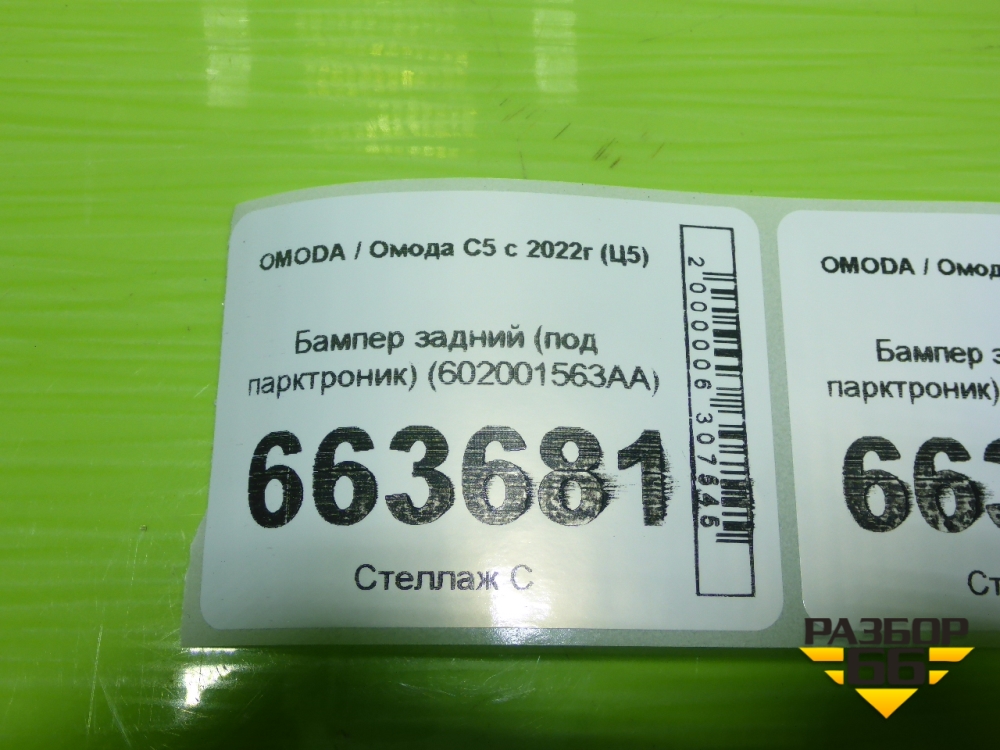 OMODA / Омода C5 с 2022г (Ц5)
Бампер задний (под
парктроник) (602001563AA)
663681
Стеллаж С
2000006307846
OMODA / Омод
Бампер з
парктроник)
663
Ст
РАЗБОР
66